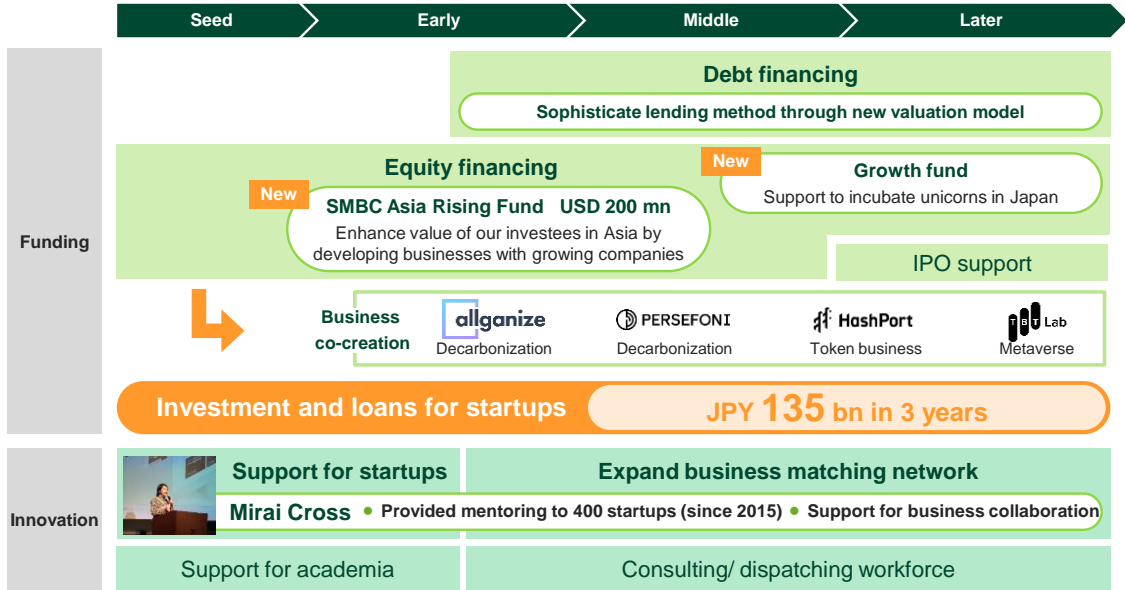 Seed
Early
Middle
Later
Funding
Debt financing
Sophisticate lending method through new valuation model
Equity financing
New
SMBC Asia Rising Fund USD 200 mn
Enhance value of our investees in Asia by
developing businesses with growing companies
New
Growth fund
Support to incubate unicorns in Japan
IPO support
Business
co-creation
allganize
Decarbonization
PERSEFONI
Decarbonization
HashPort
Token business
TBT Lab
Metaverse
Investment and loans for startups
JPY 135 bn in 3 years
Innovation
Support for startups
Expand business matching network
Mirai Cross • Provided mentoring to 400 startups (since 2015) • Support for business collaboration
Support for academia
Consulting/ dispatching workforce